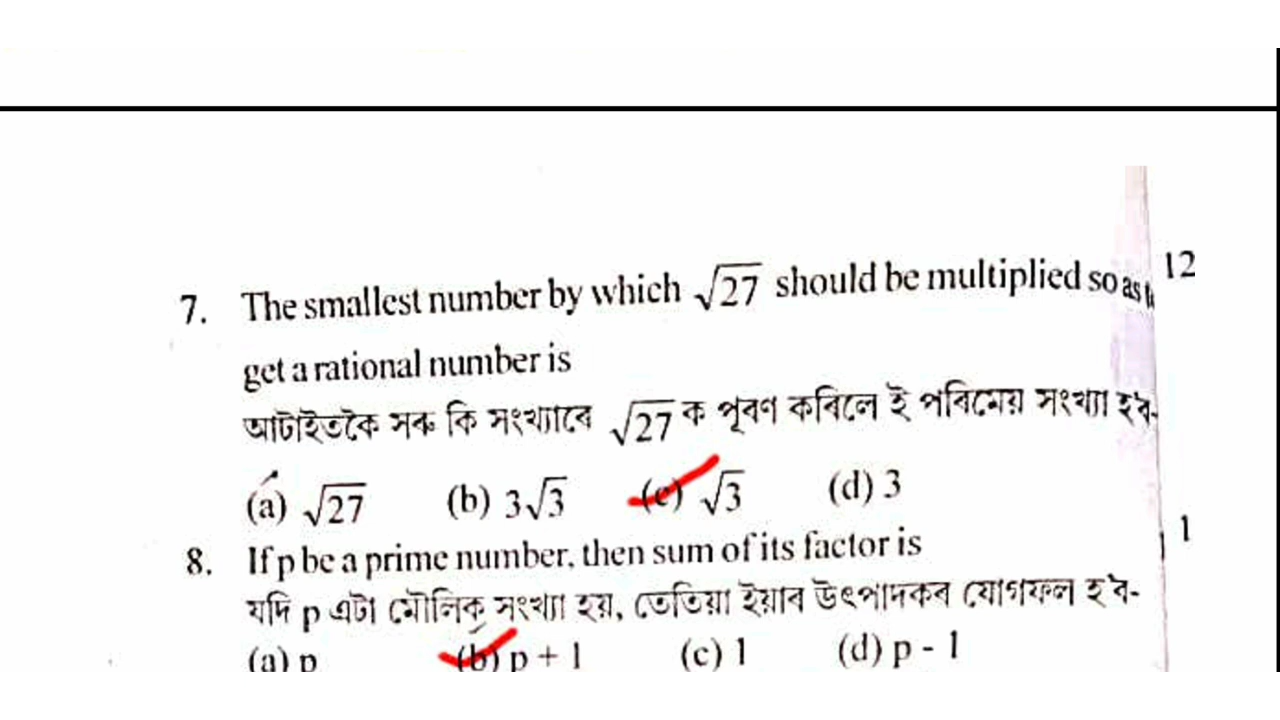 12
7. The smallest number by which √27 should be multiplied so as
get a rational number is
আটাইতকৈ সৰু কি সংখ্যাৰে √27 ক পূৰণ কৰিলে ই পৰিমেয় সংখ্যা হ'ব-
(a) √27 (b) 3√3 (c) √3 (d) 3
1
8. If p be a prime number, then sum of its factor is
যদি p এটা মৌলিক সংখ্যা হয়, তেতিয়া ইয়াৰ উৎপাদকৰ যোগফল হ'ব-
(a) p (b) p + 1 (c) 1 (d) p - 1